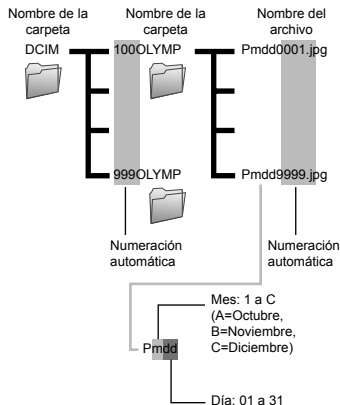 Nombre de la carpeta
Nombre de la carpeta
Nombre del archivo
DCIM
100OLYMP
Pmdd0001.jpg
999OLYMP
Pmdd9999.jpg
Numeración
automática
Numeración
automática
Mes: 1 a C
(A=Octubre,
B=Noviembre,
C=Diciembre)
Pmdd
Día: 01 a 31